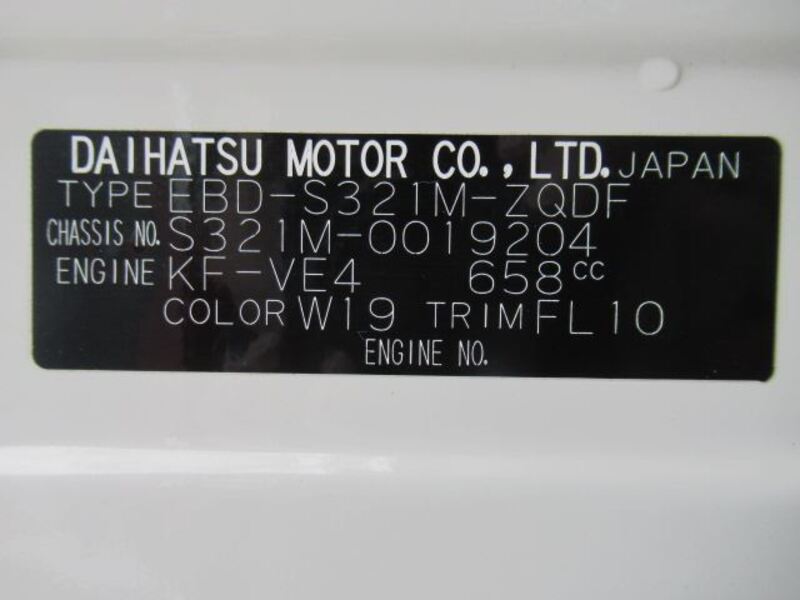 DAIHATSU MOTOR CO., LTD. JAPAN
TYPE EBD-S321M-ZQDF
CHASSIS NO. S321M-0019204
ENGINE KF-VE4 658cc
COLOR W19 TRIM FL10
ENGINE NO.